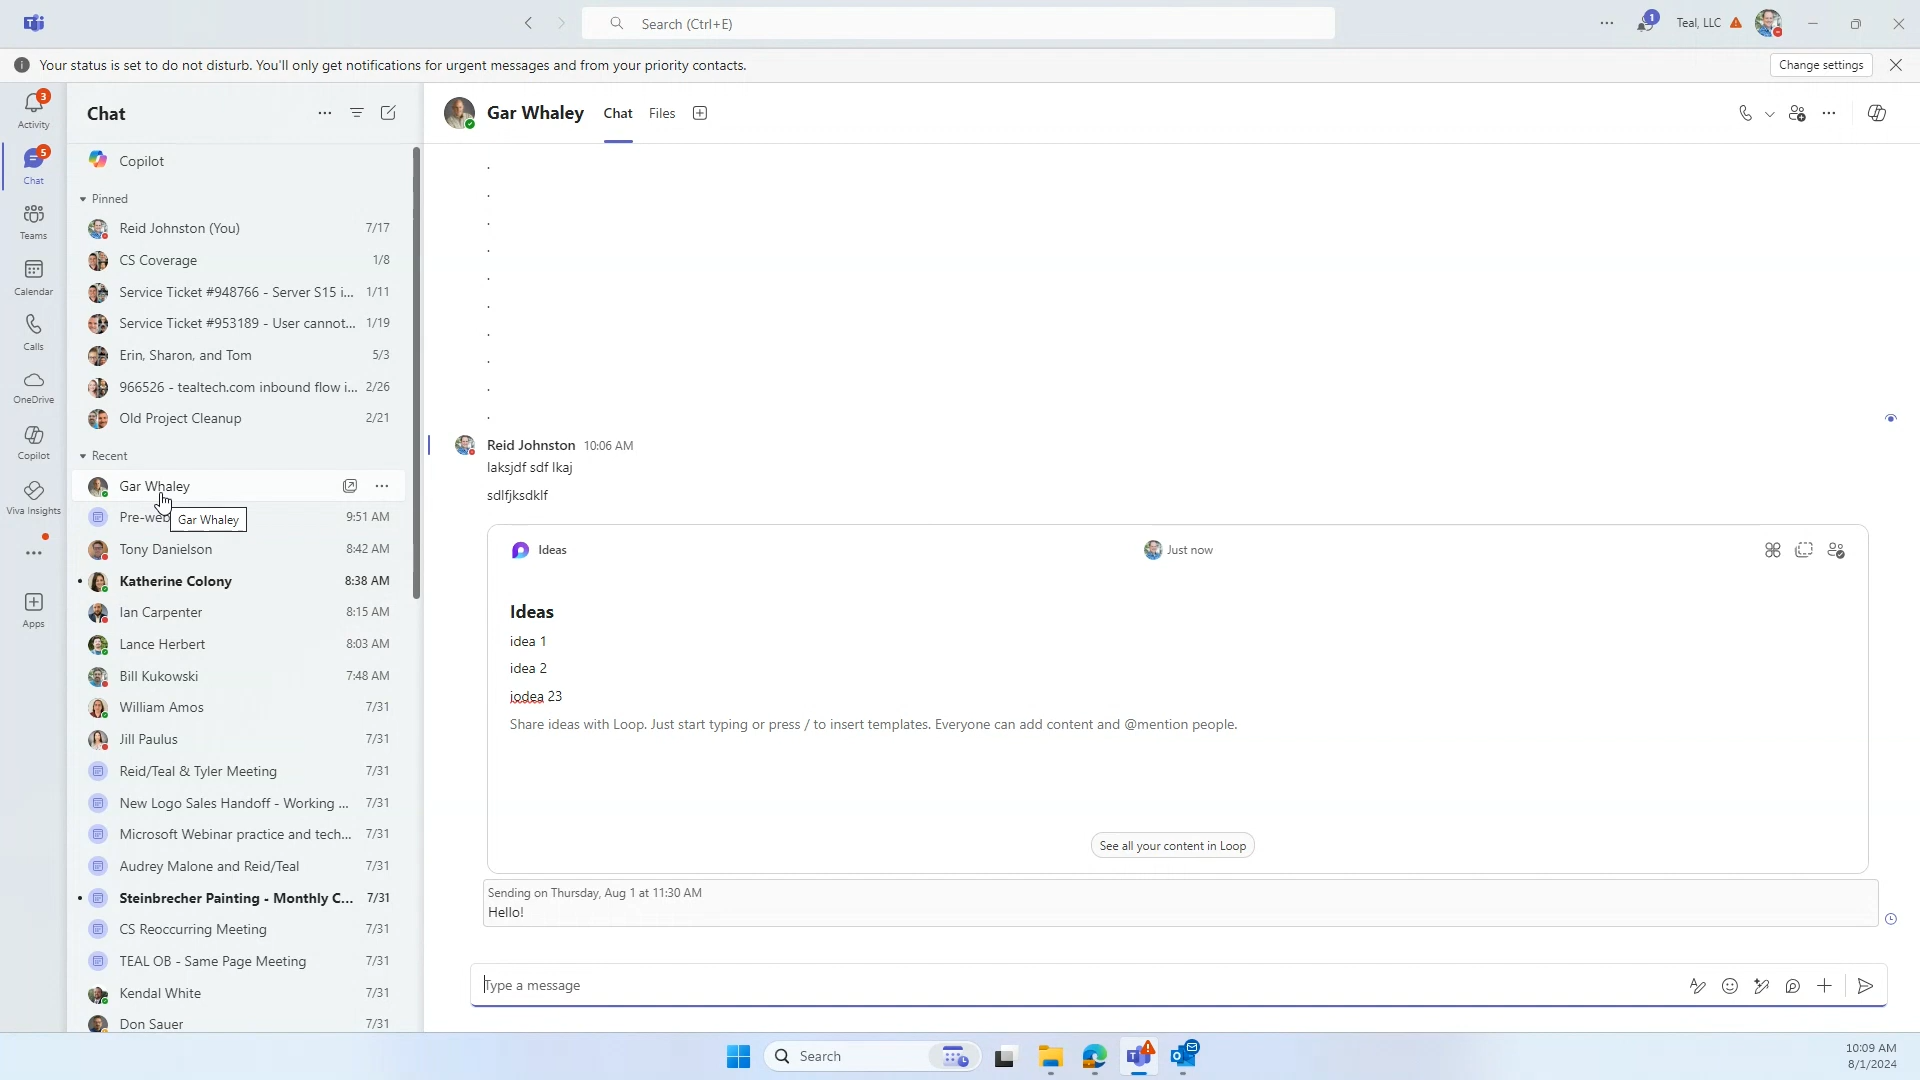 Search (Ctrl+E)
1
Teal, LLC
Your status is set to do not disturb. You'll only get notifications for urgent messages and from your priority contacts.
Change settings
3
Activity
5
Chat
Teams
Calendar
Calls
OneDrive
Copilot
Viva Insights
Apps
Chat
Copilot
Pinned
Reid Johnston (You) 7/17
CS Coverage 1/8
Service Ticket #948766 - Server S15 i... 1/11
Service Ticket #953189 - User cannot... 1/19
Erin, Sharon, and Tom 5/3
966526 - tealtech.com inbound flow i... 2/26
Old Project Cleanup 2/21
Recent
Gar Whaley
Pre-web 9:51 AM
Gar Whaley
Tony Danielson 8:42 AM
Katherine Colony 8:38 AM
Ian Carpenter 8:15 AM
Lance Herbert 8:03 AM
Bill Kukowski 7:48 AM
William Amos 7/31
Jill Paulus 7/31
Reid/Teal & Tyler Meeting 7/31
New Logo Sales Handoff - Working ... 7/31
Microsoft Webinar practice and tech... 7/31
Audrey Malone and Reid/Teal 7/31
Steinbrecher Painting - Monthly C... 7/31
CS Reoccurring Meeting 7/31
TEAL OB - Same Page Meeting 7/31
Kendal White 7/31
Don Sauer 7/31
Gar Whaley Chat Files
.
.
.
.
.
.
.
.
.
.
Reid Johnston 10:06 AM
laksjdf sdf lkaj
sdlfjksdklf
Ideas
Just now
Ideas
idea 1
idea 2
iodea 23
Share ideas with Loop. Just start typing or press / to insert templates. Everyone can add content and @mention people.
See all your content in Loop
Sending on Thursday, Aug 1 at 11:30 AM
Hello!
Type a message
Search
10:09 AM
8/1/2024